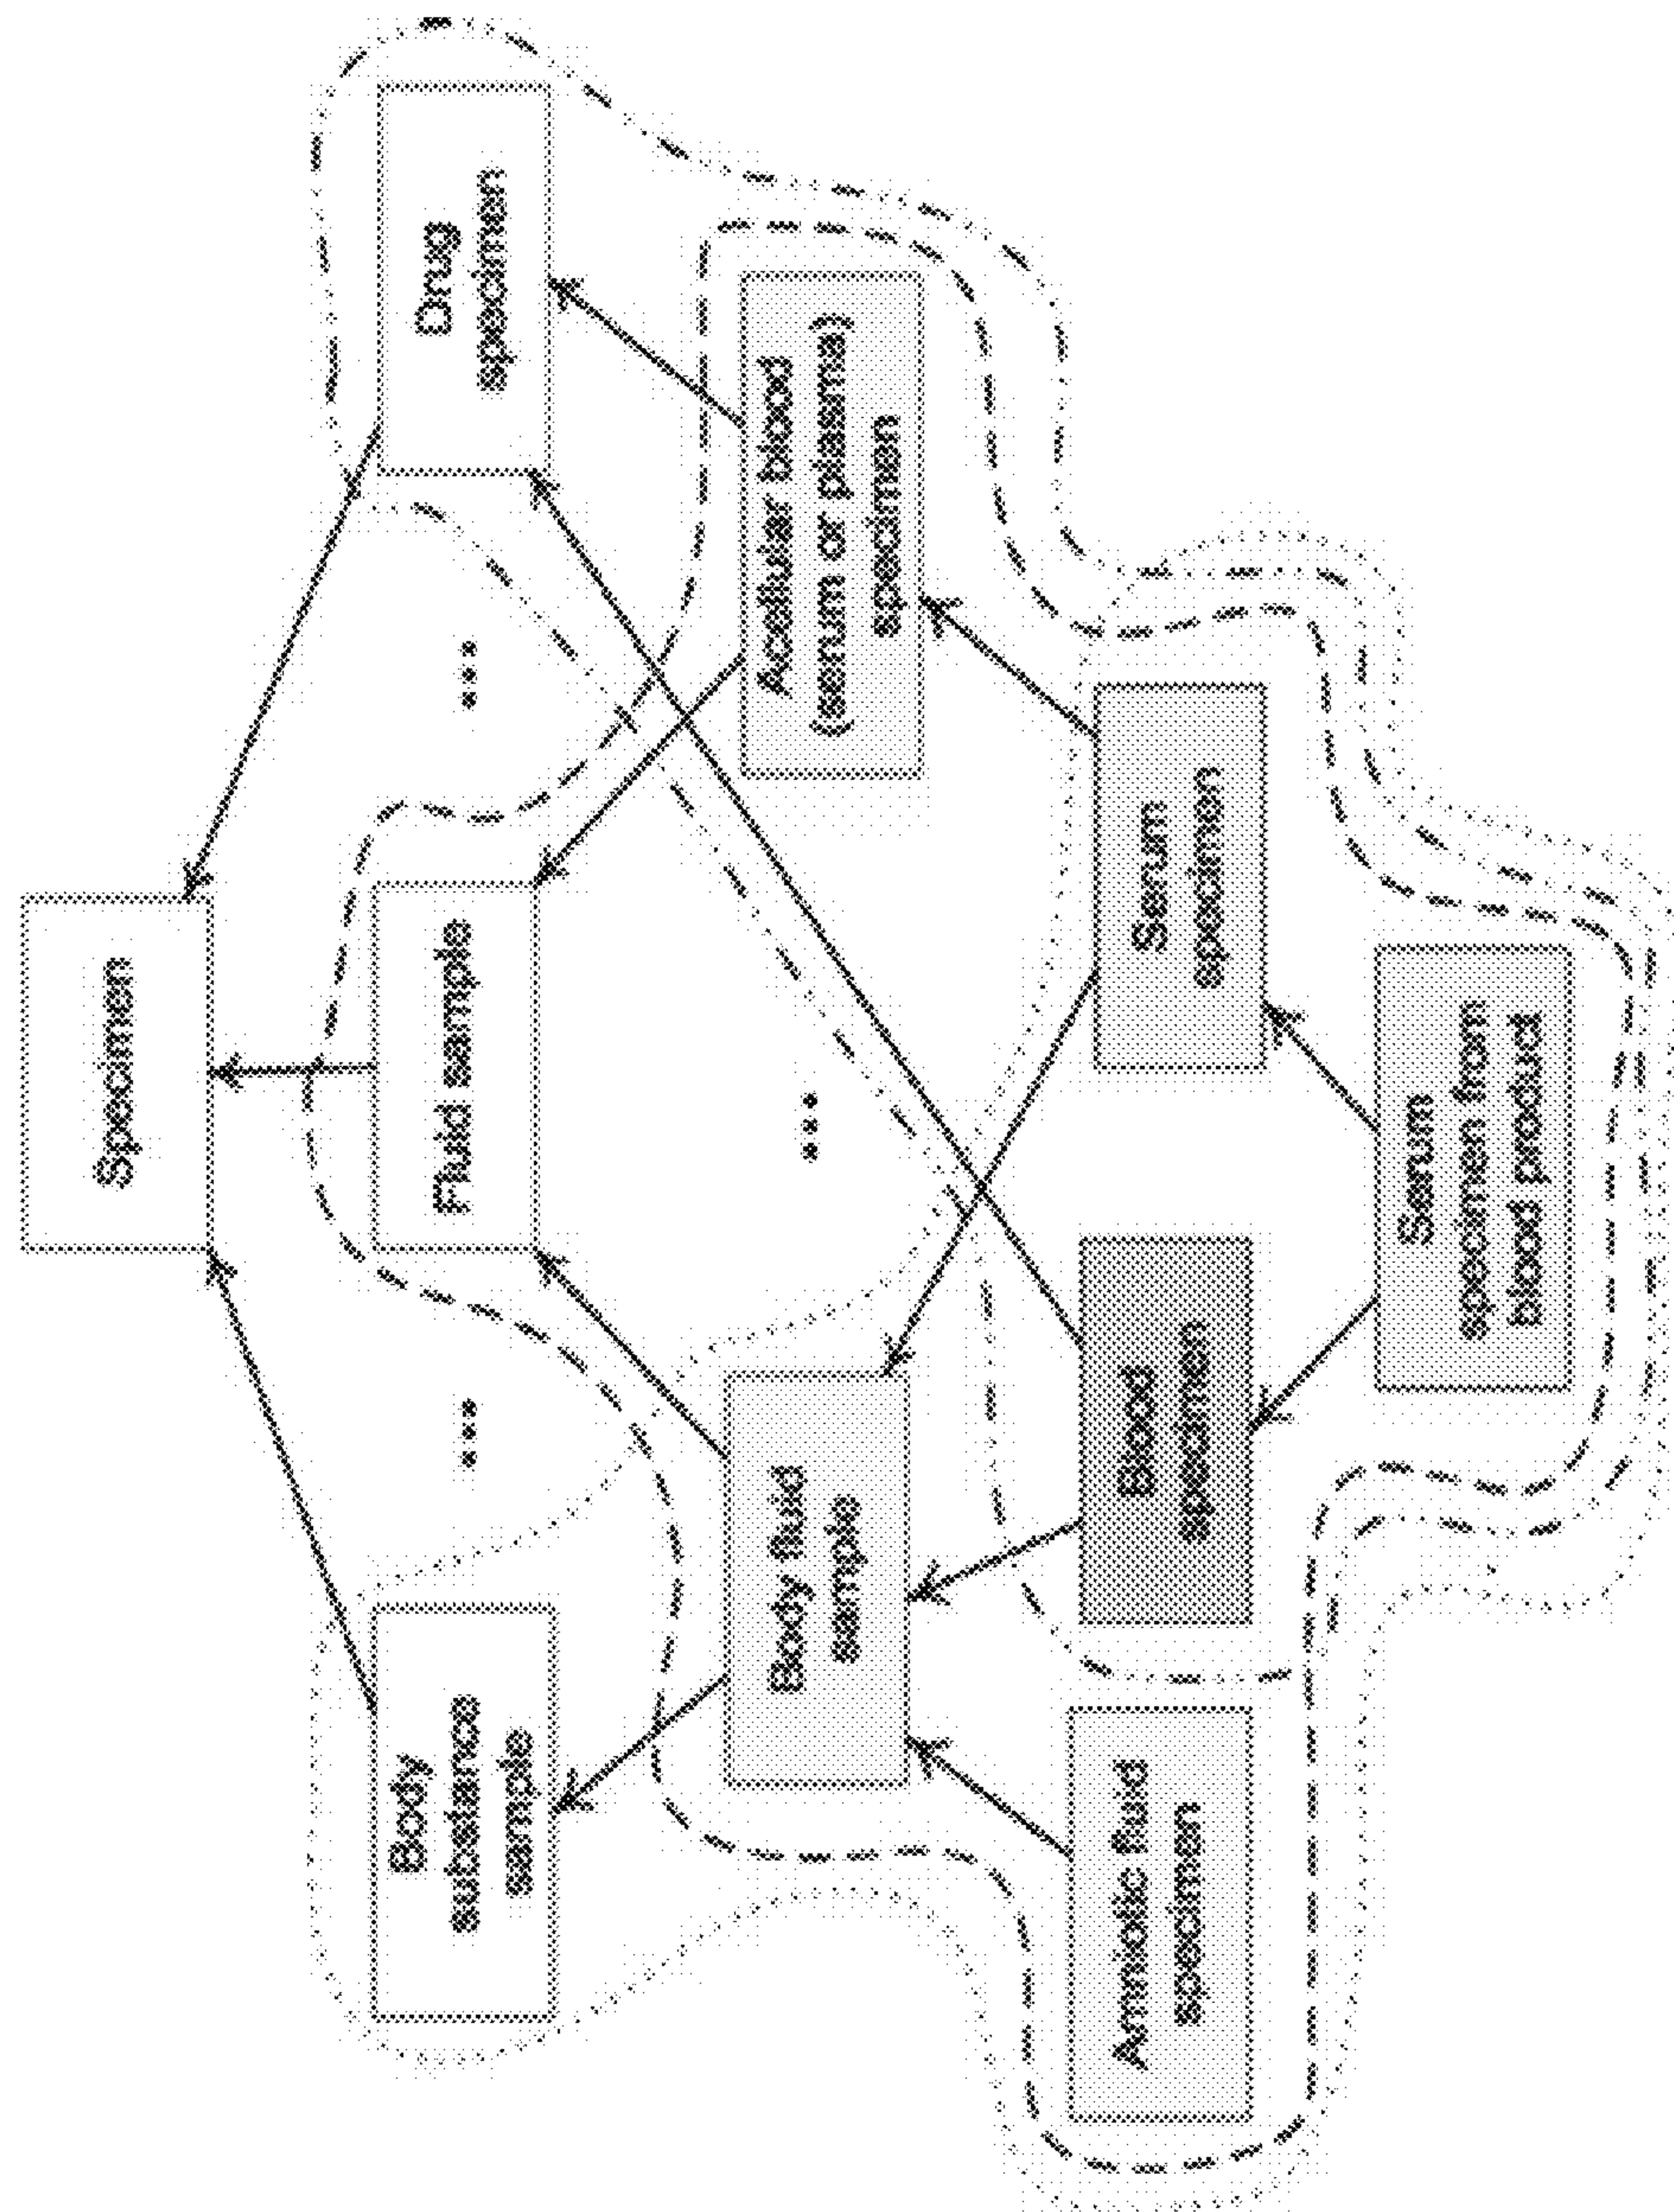 Specimen
Body
substance
sample
...
Fluid sample
...
Drug
specimen
Body fluid
sample
...
Acellular blood
(serum or plasma)
specimen
Amniotic fluid
specimen
Blood
specimen
Serum
specimen
Serum
specimen from
blood product